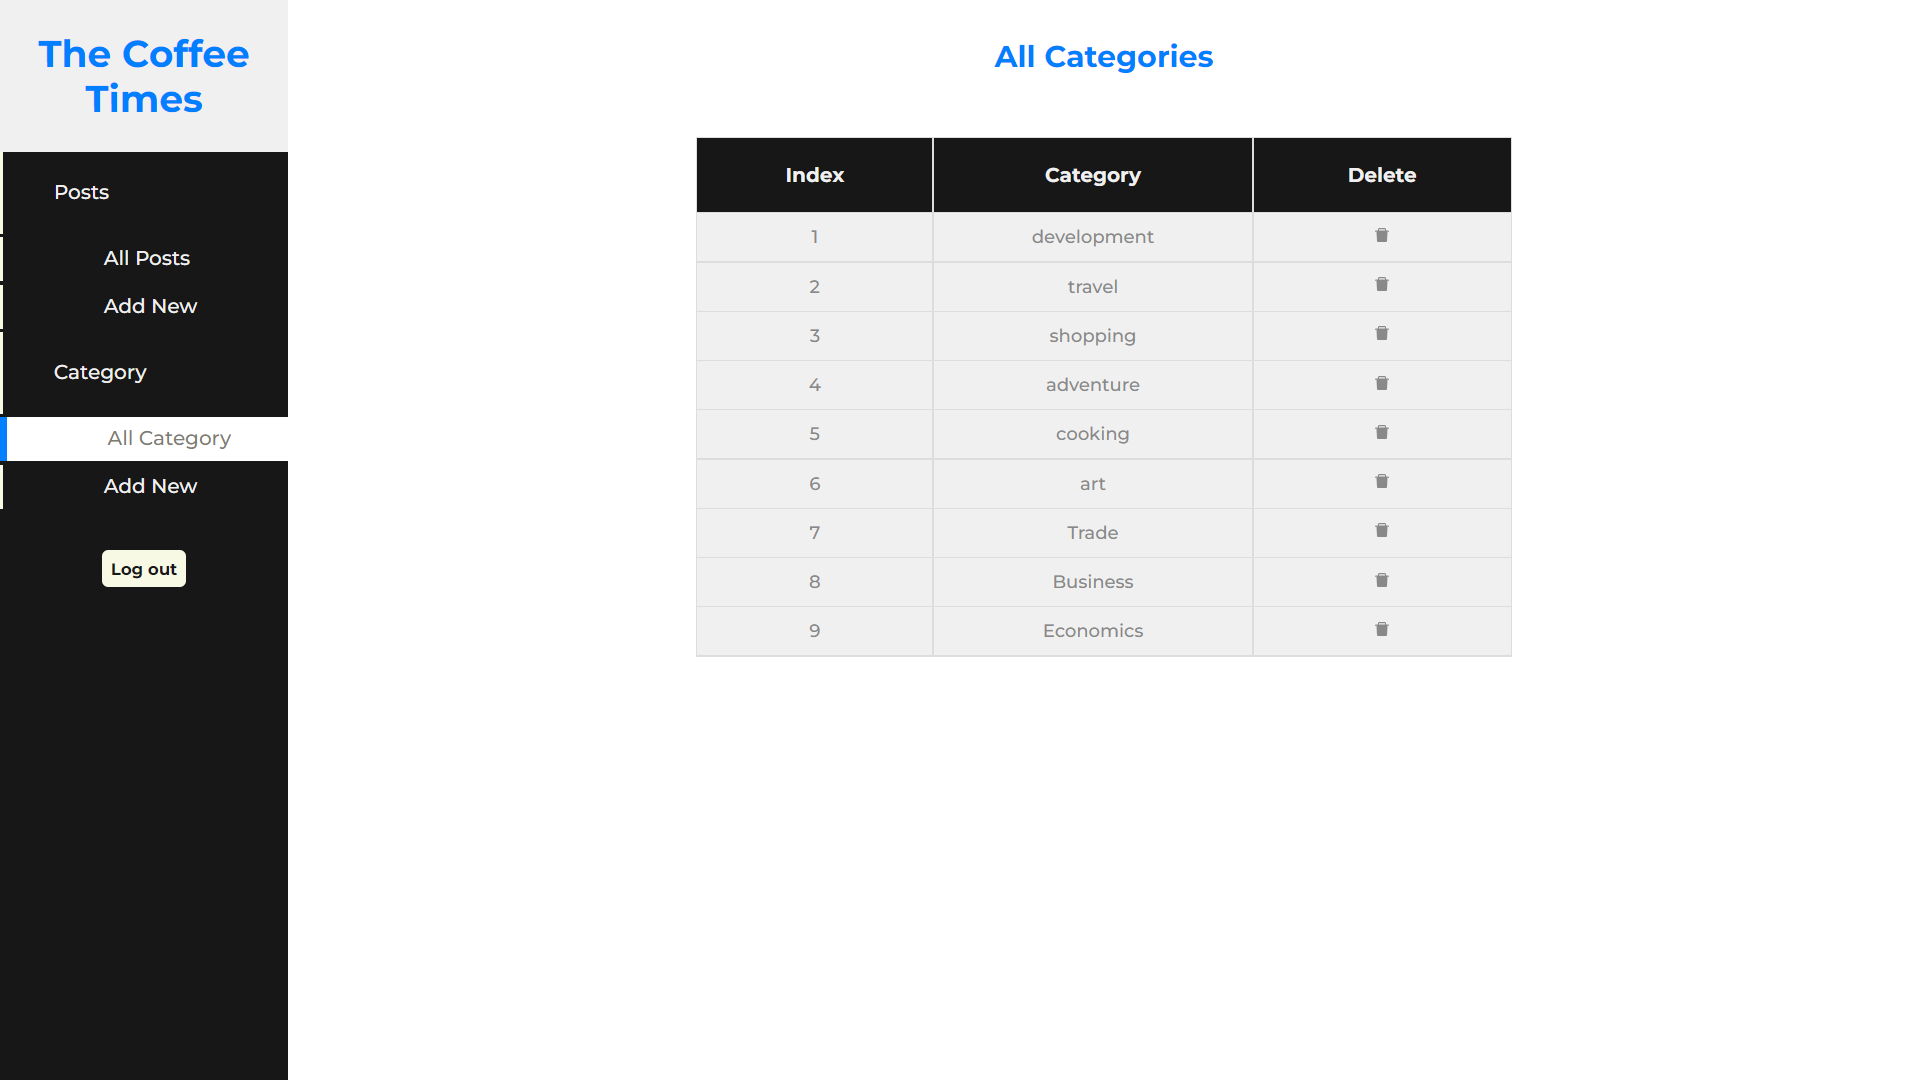 The Coffee
Times
Posts
All Posts
Add New
Category
All Category
Add New
Log out
All Categories
Index Category Delete
1 development
2 travel
3 shopping
4 adventure
5 cooking
6 art
7 Trade
8 Business
9 Economics